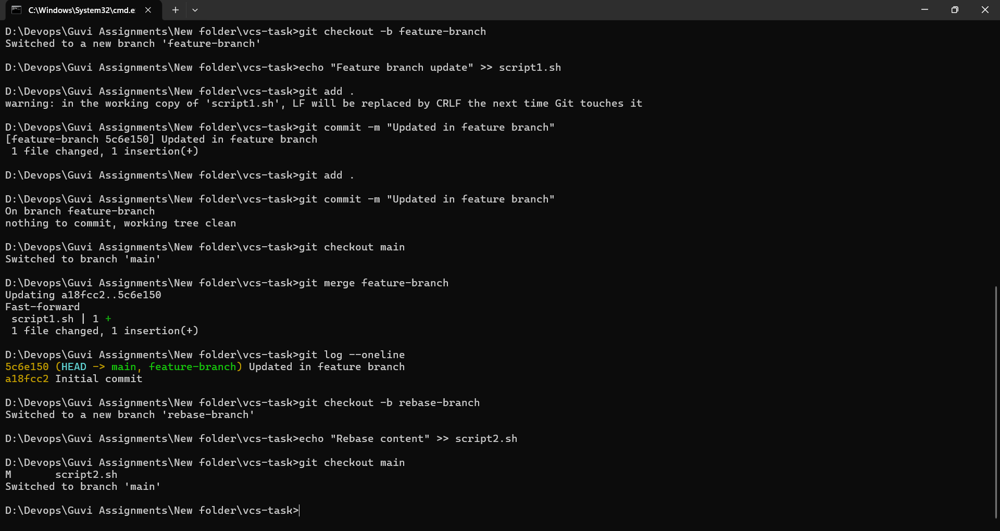 C:\Windows\System32\cmd.e
D:\Devops\Guvi Assignments\New folder\vcs-task>git checkout -b feature-branch
Switched to a new branch 'feature-branch'
D:\Devops\Guvi Assignments\New folder\vcs-task>echo "Feature branch update" >> script1.sh
D:\Devops\Guvi Assignments\New folder\vcs-task>git add .
warning: in the working copy of 'script1.sh', LF will be replaced by CRLF the next time Git touches it
D:\Devops\Guvi Assignments\New folder\vcs-task>git commit -m "Updated in feature branch"
[feature-branch 5c6e150] Updated in feature branch
 1 file changed, 1 insertion(+)
D:\Devops\Guvi Assignments\New folder\vcs-task>git add .
D:\Devops\Guvi Assignments\New folder\vcs-task>git commit -m "Updated in feature branch"
On branch feature-branch
nothing to commit, working tree clean
D:\Devops\Guvi Assignments\New folder\vcs-task>git checkout main
Switched to branch 'main'
D:\Devops\Guvi Assignments\New folder\vcs-task>git merge feature-branch
Updating a18fcc2..5c6e150
Fast-forward
 script1.sh | 1 +
 1 file changed, 1 insertion(+)
D:\Devops\Guvi Assignments\New folder\vcs-task>git log --oneline
5c6e150 (HEAD -> main, feature-branch) Updated in feature branch
a18fcc2 Initial commit
D:\Devops\Guvi Assignments\New folder\vcs-task>git checkout -b rebase-branch
Switched to a new branch 'rebase-branch'
D:\Devops\Guvi Assignments\New folder\vcs-task>echo "Rebase content" >> script2.sh
D:\Devops\Guvi Assignments\New folder\vcs-task>git checkout main
M       script2.sh
Switched to branch 'main'
D:\Devops\Guvi Assignments\New folder\vcs-task>